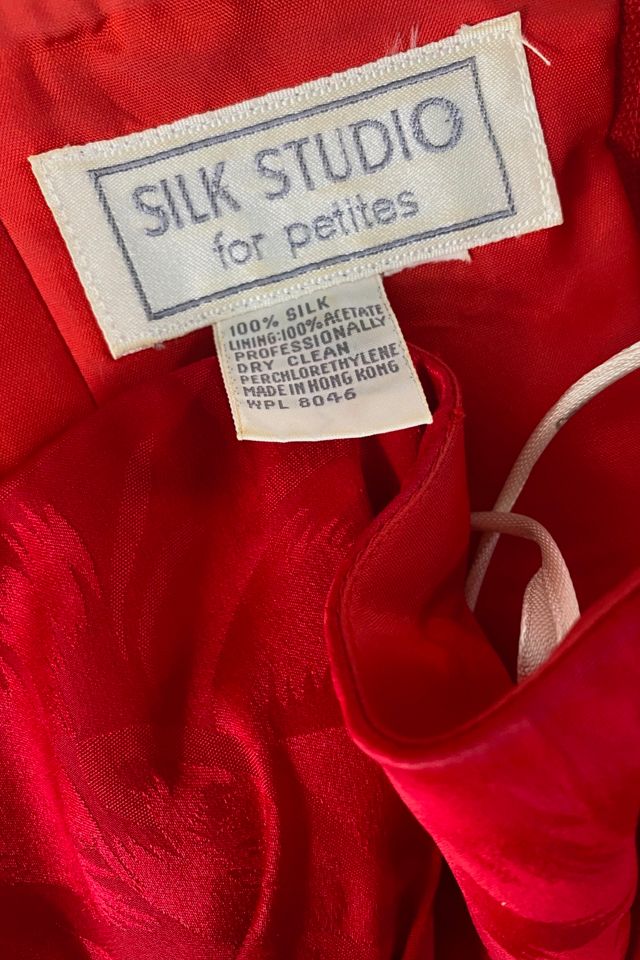 SILK STUDIO
for petites
100% SILK
LINING:100% ACETATE
PROFESSIONALLY
DRY CLEAN
PERCHLORETHYLENE
MADE IN HONG KONG
WPL 8046